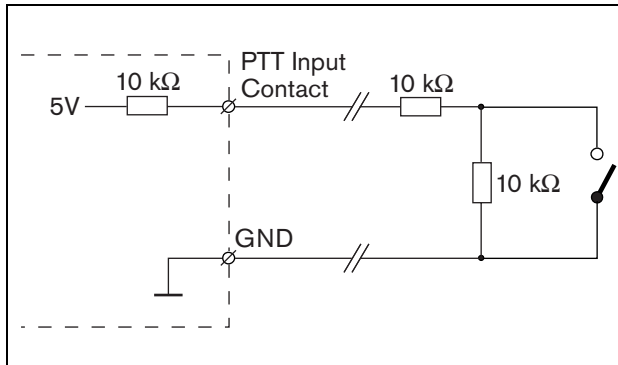 PTT Input
Contact
10 kΩ
10 kΩ
5V
10 kΩ
GND